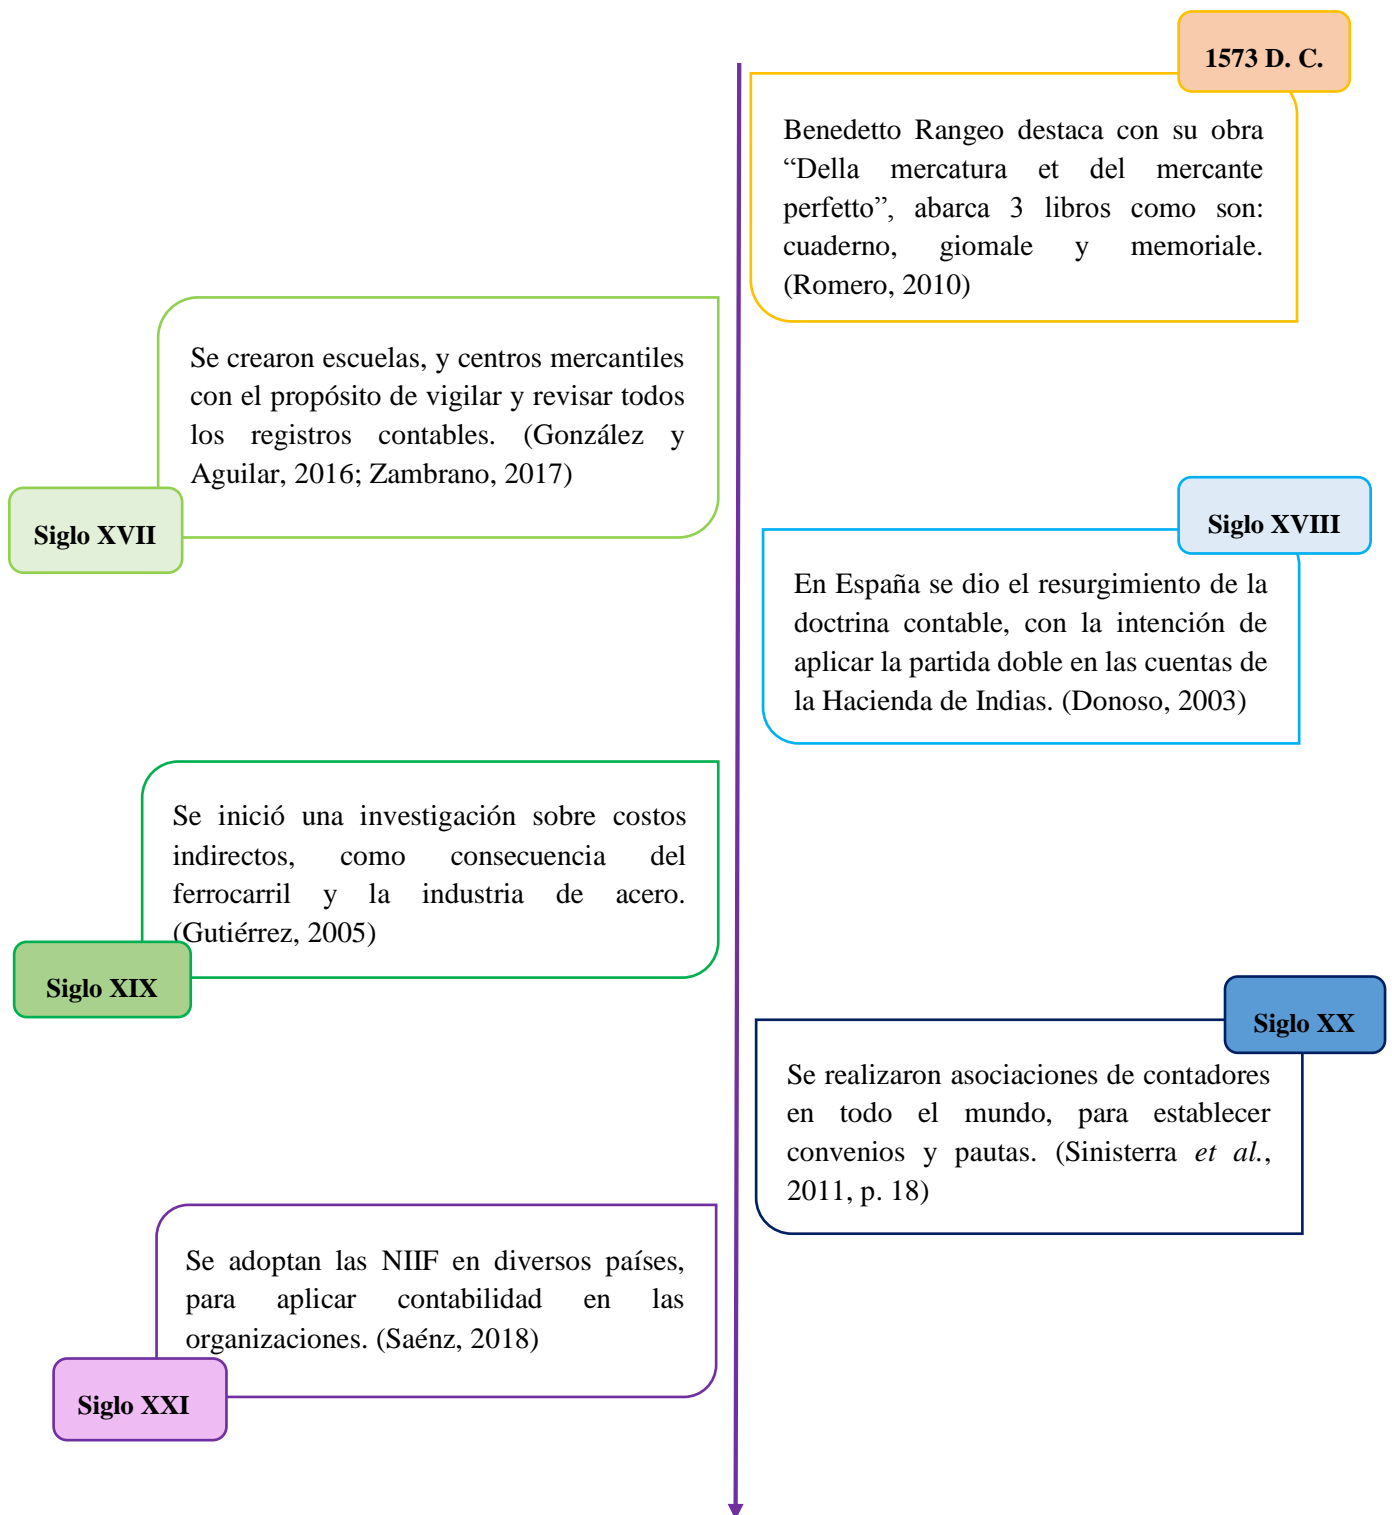 1573 D. C.
Benedetto Rangeo destaca con su obra
“Della mercatura et del mercante
perfetto”, abarca 3 libros como son:
cuaderno, giomale y memoriale.
(Romero, 2010)
Se crearon escuelas, y centros mercantiles
con el propósito de vigilar y revisar todos
los registros contables. (González y
Aguilar, 2016; Zambrano, 2017)
Siglo XVII
Siglo XVIII
En España se dio el resurgimiento de la
doctrina contable, con la intención de
aplicar la partida doble en las cuentas de
la Hacienda de Indias. (Donoso, 2003)
Se inició una investigación sobre costos
indirectos, como consecuencia del
ferrocarril y la industria de acero.
(Gutiérrez, 2005)
Siglo XIX
Siglo XX
Se realizaron asociaciones de contadores
en todo el mundo, para establecer
convenios y pautas. (Sinisterra et al.,
2011, p. 18)
Se adoptan las NIIF en diversos países,
para aplicar contabilidad en las
organizaciones. (Saénz, 2018)
Siglo XXI